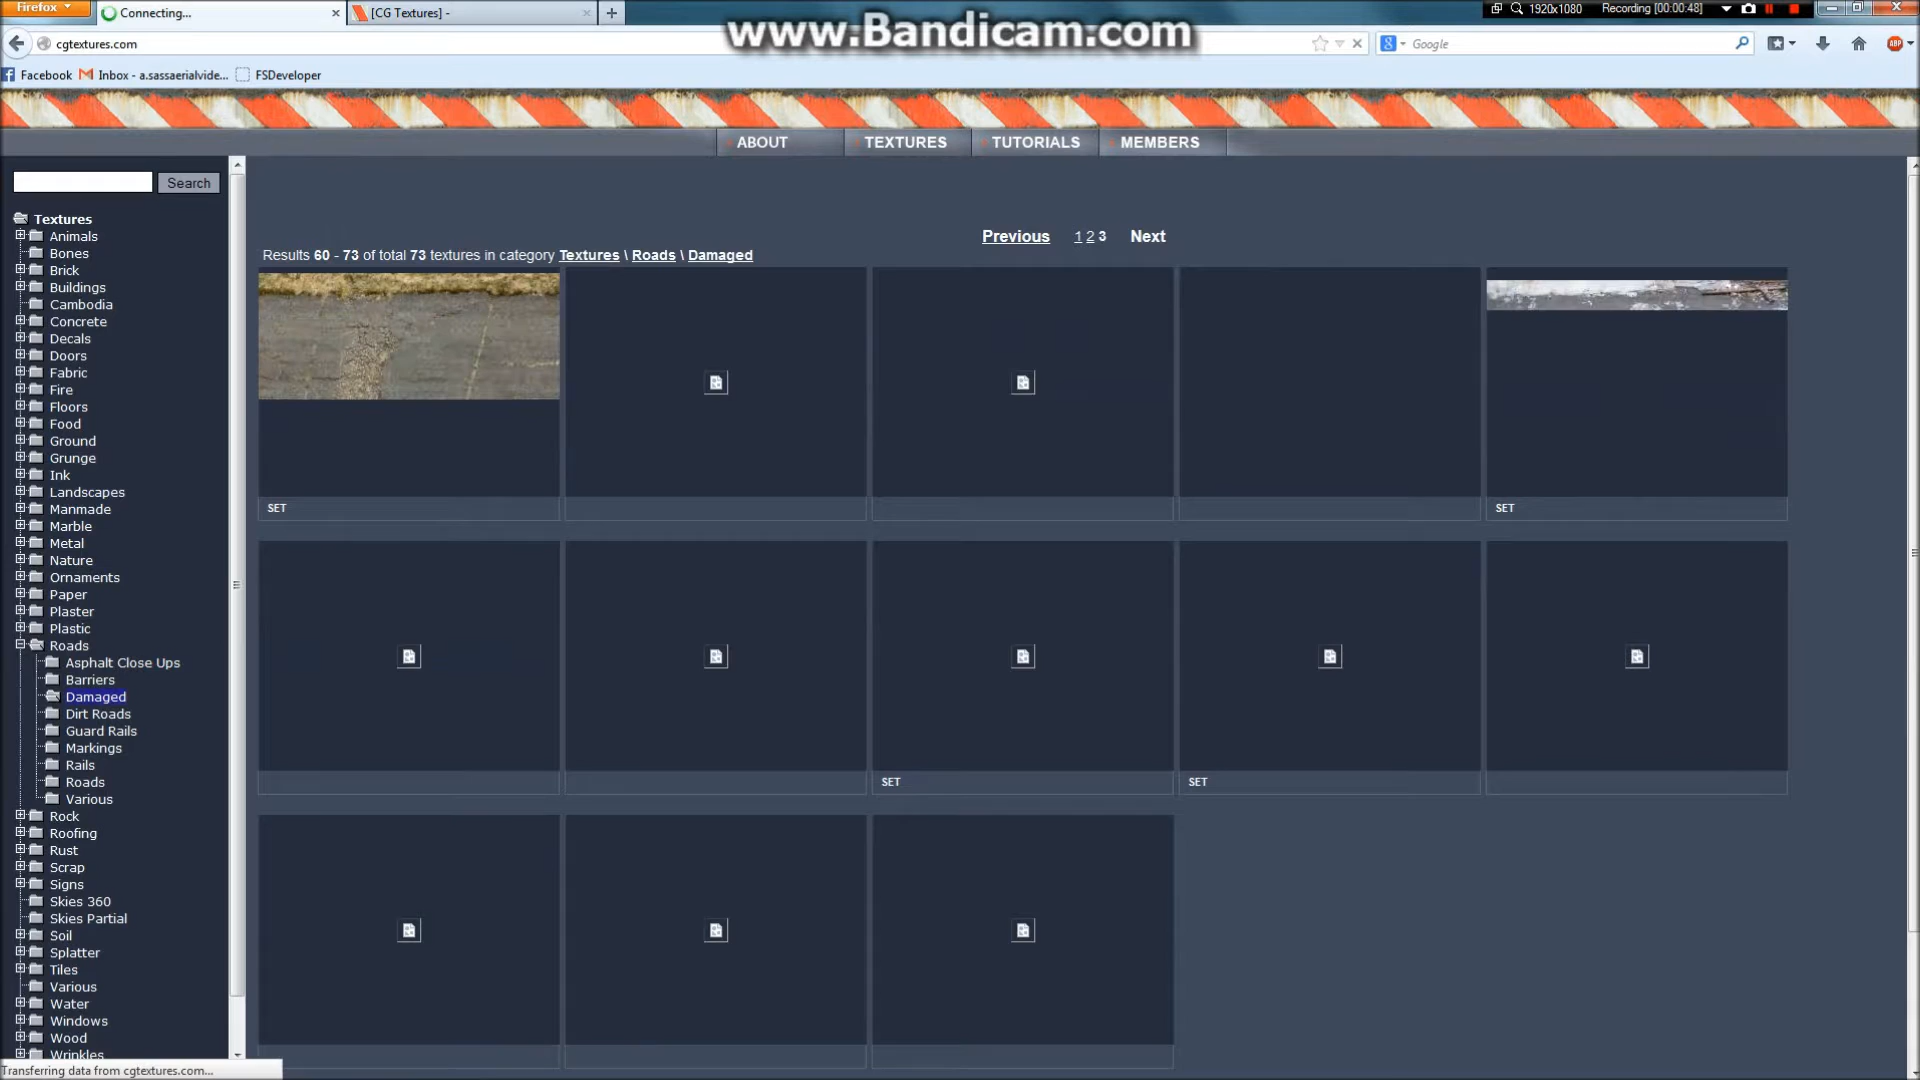 Firefox
Connecting...
[CG Textures] -
1920x1080
Recording [00:00:48]
www.Bandicam.com
cgtextures.com
Google
ABP
Facebook
Inbox - a.sassaerialvide...
FSDeveloper
ABOUT
TEXTURES
TUTORIALS
MEMBERS
Search
Previous 1 2 3 Next
Results 60 - 73 of total 73 textures in category Textures \ Roads \ Damaged
Textures
Animals
Bones
Brick
Buildings
Cambodia
Concrete
Decals
Doors
Fabric
Fire
Floors
Food
Ground
Grunge
Ink
Landscapes
Manmade
Marble
Metal
Nature
Ornaments
Paper
Plaster
Plastic
Roads
Asphalt Close Ups
Barriers
Damaged
Dirt Roads
Guard Rails
Markings
Rails
Roads
Various
Rock
Roofing
Rust
Scrap
Signs
Skies 360
Skies Partial
Soil
Splatter
Tiles
Various
Water
Windows
Wood
Wrinkles
SET
SET
SET
SET
Transferring data from cgtextures.com...